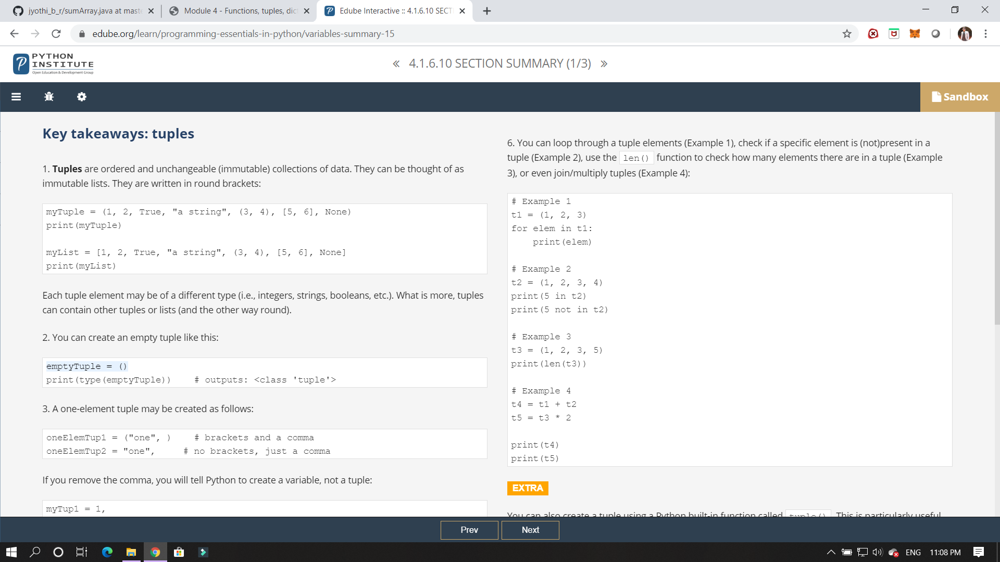 jyothi_b_r/sumArray.java at maste
Module 4 - Functions, tuples, dict
Edube Interactive :: 4.1.6.10 SECT
edube.org/learn/programming-essentials-in-python/variables-summary-15
PYTHON
INSTITUTE
Open Education & Development Group
« 4.1.6.10 SECTION SUMMARY (1/3) »
Sandbox
Key takeaways: tuples
1. Tuples are ordered and unchangeable (immutable) collections of data. They can be thought of as
immutable lists. They are written in round brackets:
myTuple = (1, 2, True, "a string", (3, 4), [5, 6], None)
print(myTuple)
myList = [1, 2, True, "a string", (3, 4), [5, 6], None]
print(myList)
Each tuple element may be of a different type (i.e., integers, strings, booleans, etc.). What is more, tuples
can contain other tuples or lists (and the other way round).
2. You can create an empty tuple like this:
emptyTuple = ()
print(type(emptyTuple))    # outputs: <class 'tuple'>
3. A one-element tuple may be created as follows:
oneElemTup1 = ("one", )    # brackets and a comma
oneElemTup2 = "one",     # no brackets, just a comma
If you remove the comma, you will tell Python to create a variable, not a tuple:
myTup1 = 1,
6. You can loop through a tuple elements (Example 1), check if a specific element is (not)present in a
tuple (Example 2), use the len() function to check how many elements there are in a tuple (Example
3), or even join/multiply tuples (Example 4):
# Example 1
t1 = (1, 2, 3)
for elem in t1:
    print(elem)
# Example 2
t2 = (1, 2, 3, 4)
print(5 in t2)
print(5 not in t2)
# Example 3
t3 = (1, 2, 3, 5)
print(len(t3))
# Example 4
t4 = t1 + t2
t5 = t3 * 2
print(t4)
print(t5)
EXTRA
You can also create a tuple using a Python built-in function called tuple(). This is particularly useful
Prev
Next
ENG
11:08 PM